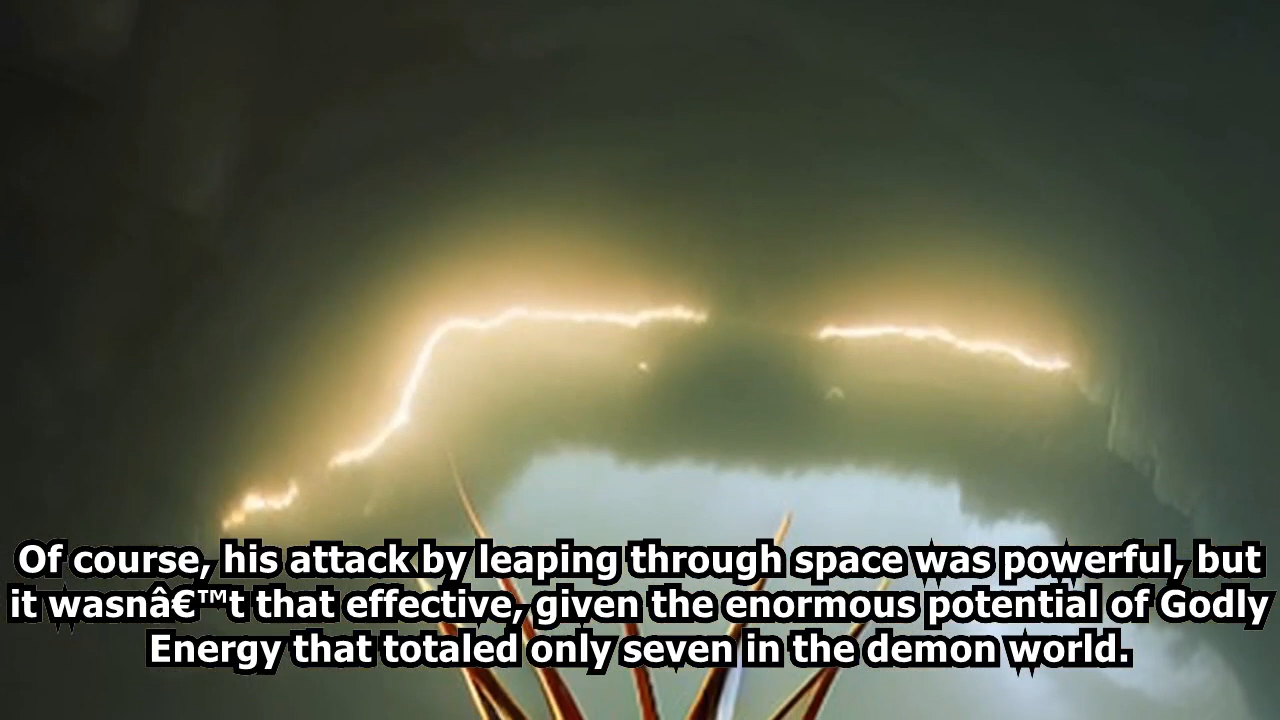 Of course, his attack by leaping through space was powerful, but
it wasnâ€™t that effective, given the enormous potential of Godly
Energy that totaled only seven in the demon world.